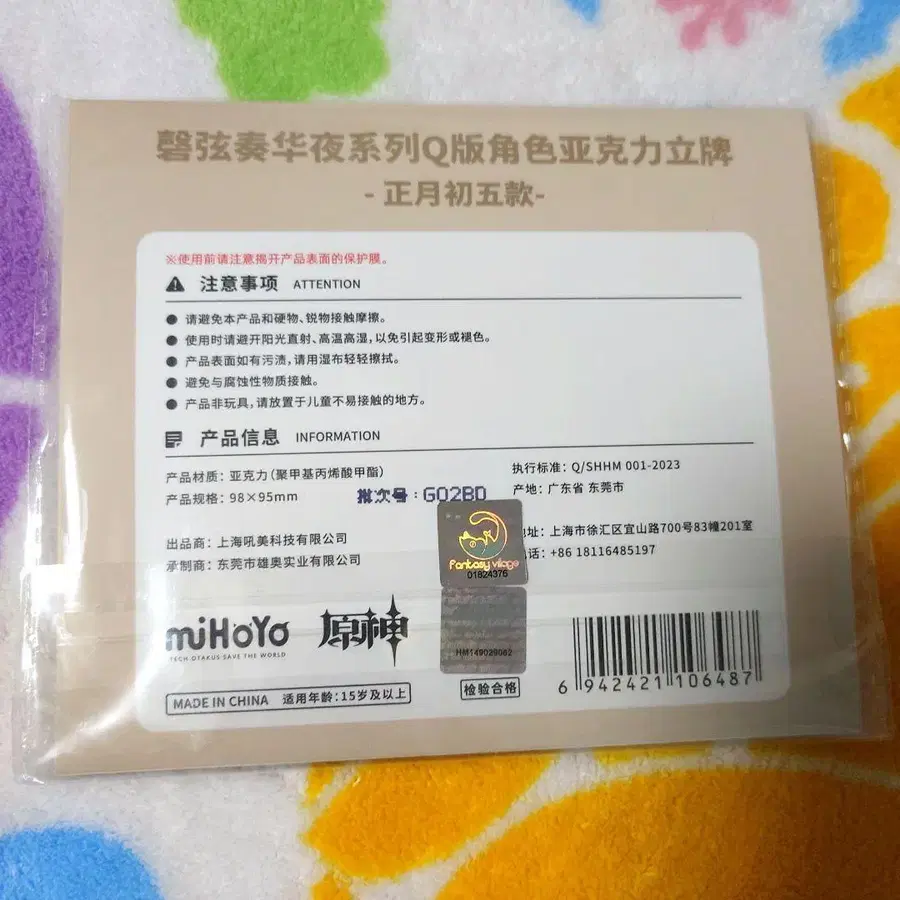 磬弦奏华夜系列Q版角色亚克力立牌
- 正月初五款-
※使用前请注意揭开产品表面的保护膜。
注意事项 ATTENTION
● 请避免本产品和硬物、锐物接触摩擦。
● 使用时请避开阳光直射、高温高湿,以免引起变形或褪色。
● 产品表面如有污渍,请用湿布轻轻擦拭。
● 避免与腐蚀性物质接触。
● 产品非玩具,请放置于儿童不易接触的地方。
产品信息 INFORMATION
产品材质: 亚克力(聚甲基丙烯酸甲酯)
执行标准: Q/SHHM 001-2023
产品规格: 98×95mm
批次号:G02BD
产地: 广东省 东莞市
出品商: 上海吼美科技有限公司
址: 上海市徐汇区宜山路700号83幢201室
承制商: 东莞市雄奥实业有限公司
话: +86 18116485197
Fantasy village
01824376
HM149029062
miHoYo
TECH OTAKUS SAVE THE WORLD
原神
MADE IN CHINA 适用年龄:15岁及以上
检验合格
6 942421 106487